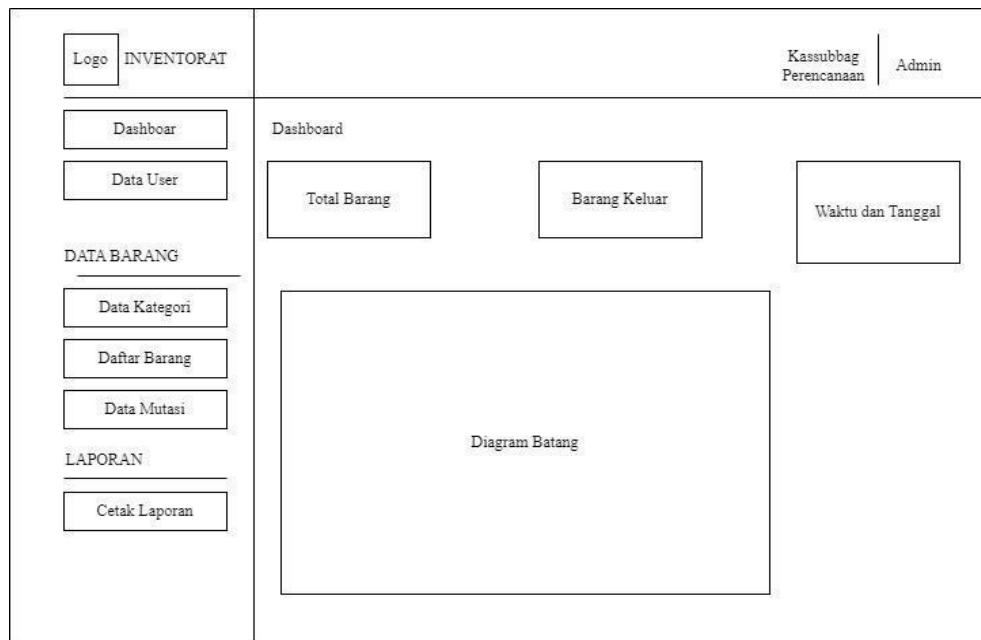 Logo
INVENTORAT
Kassubbag
Perencanaan
Admin
Dashboar
Data User
DATA BARANG
Data Kategori
Daftar Barang
Data Mutasi
LAPORAN
Cetak Laporan
Dashboard
Total Barang
Barang Keluar
Waktu dan Tanggal
Diagram Batang